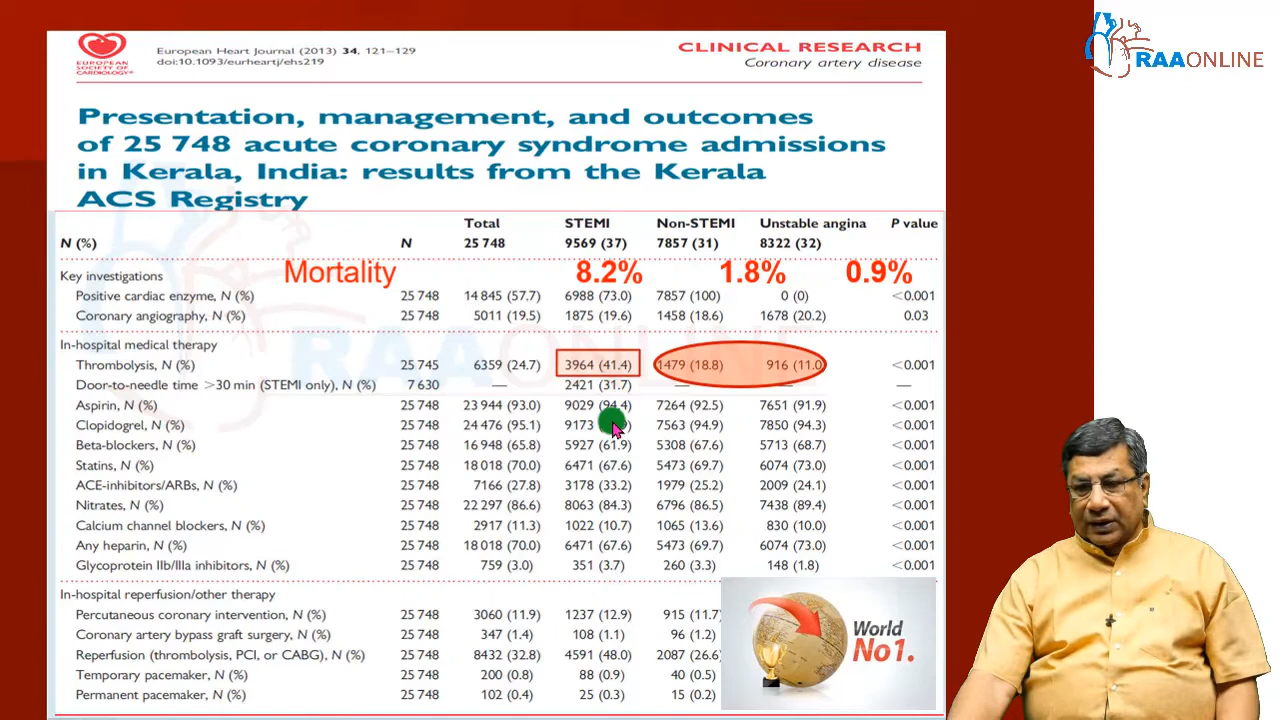 European Heart Journal (2013) 34, 121–129
doi:10.1093/eurheartj/ehs219
CLINICAL RESEARCH
Coronary artery disease
EUROPEAN
SOCIETY OF
CARDIOLOGY®
RAAONLINE
Presentation, management, and outcomes
of 25 748 acute coronary syndrome admissions
in Kerala, India: results from the Kerala
ACS Registry
Total STEMI Non-STEMI Unstable angina P value
N (%) N 25 748 9569 (37) 7857 (31) 8322 (32)
Key investigations Mortality 8.2% 1.8% 0.9%
Positive cardiac enzyme, N (%) 25 748 14 845 (57.7) 6988 (73.0) 7857 (100) 0 (0) <0.001
Coronary angiography, N (%) 25 748 5011 (19.5) 1875 (19.6) 1458 (18.6) 1678 (20.2) 0.03
In-hospital medical therapy
Thrombolysis, N (%) 25 745 6359 (24.7) 3964 (41.4) 1479 (18.8) 916 (11.0 <0.001
Door-to-needle time >30 min (STEMI only), N (%) 7 630 — 2421 (31.7) — — —
Aspirin, N (%) 25 748 23 944 (93.0) 9029 (94.4) 7264 (92.5) 7651 (91.9) <0.001
Clopidogrel, N (%) 25 748 24 476 (95.1) 9173 7563 (94.9) 7850 (94.3) <0.001
Beta-blockers, N (%) 25 748 16 948 (65.8) 5927 (61.9) 5308 (67.6) 5713 (68.7) <0.001
Statins, N (%) 25 748 18 018 (70.0) 6471 (67.6) 5473 (69.7) 6074 (73.0) <0.001
ACE-inhibitors/ARBs, N (%) 25 748 7166 (27.8) 3178 (33.2) 1979 (25.2) 2009 (24.1) <0.001
Nitrates, N (%) 25 748 22 297 (86.6) 8063 (84.3) 6796 (86.5) 7438 (89.4) <0.001
Calcium channel blockers, N (%) 25 748 2917 (11.3) 1022 (10.7) 1065 (13.6) 830 (10.0) <0.001
Any heparin, N (%) 25 748 18 018 (70.0) 6471 (67.6) 5473 (69.7) 6074 (73.0) <0.001
Glycoprotein IIb/IIIa inhibitors, N (%) 25 748 759 (3.0) 351 (3.7) 260 (3.3) 148 (1.8) <0.001
In-hospital reperfusion/other therapy
Percutaneous coronary intervention, N (%) 25 748 3060 (11.9) 1237 (12.9) 915 (11.7
Coronary artery bypass graft surgery, N (%) 25 748 347 (1.4) 108 (1.1) 96 (1.2)
Reperfusion (thrombolysis, PCI, or CABG), N (%) 25 748 8432 (32.8) 4591 (48.0) 2087 (26.6
Temporary pacemaker, N (%) 25 748 200 (0.8) 88 (0.9) 40 (0.5)
Permanent pacemaker, N (%) 25 748 102 (0.4) 25 (0.3) 15 (0.2)
World
No1.
RAAONLINE